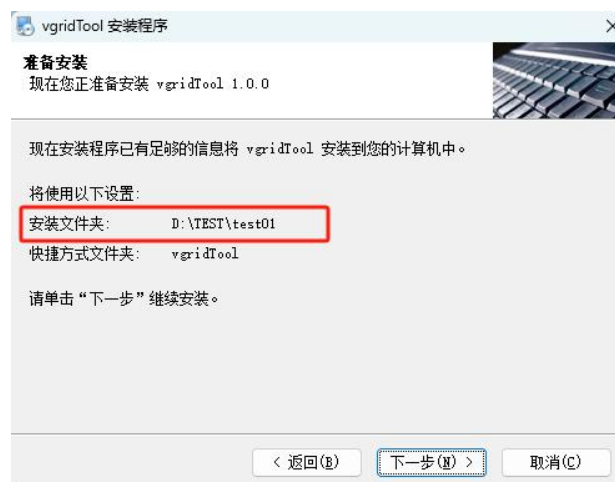 vgridTool 安装程序
准备安装
现在您正准备安装 vgridTool 1.0.0
现在安装程序已有足够的信息将 vgridTool 安装到您的计算机中。
将使用以下设置:
安装文件夹: D:\TEST\test01
快捷方式文件夹: vgridTool
请单击“下一步”继续安装。
< 返回(B) 下一步(N) > 取消(C)